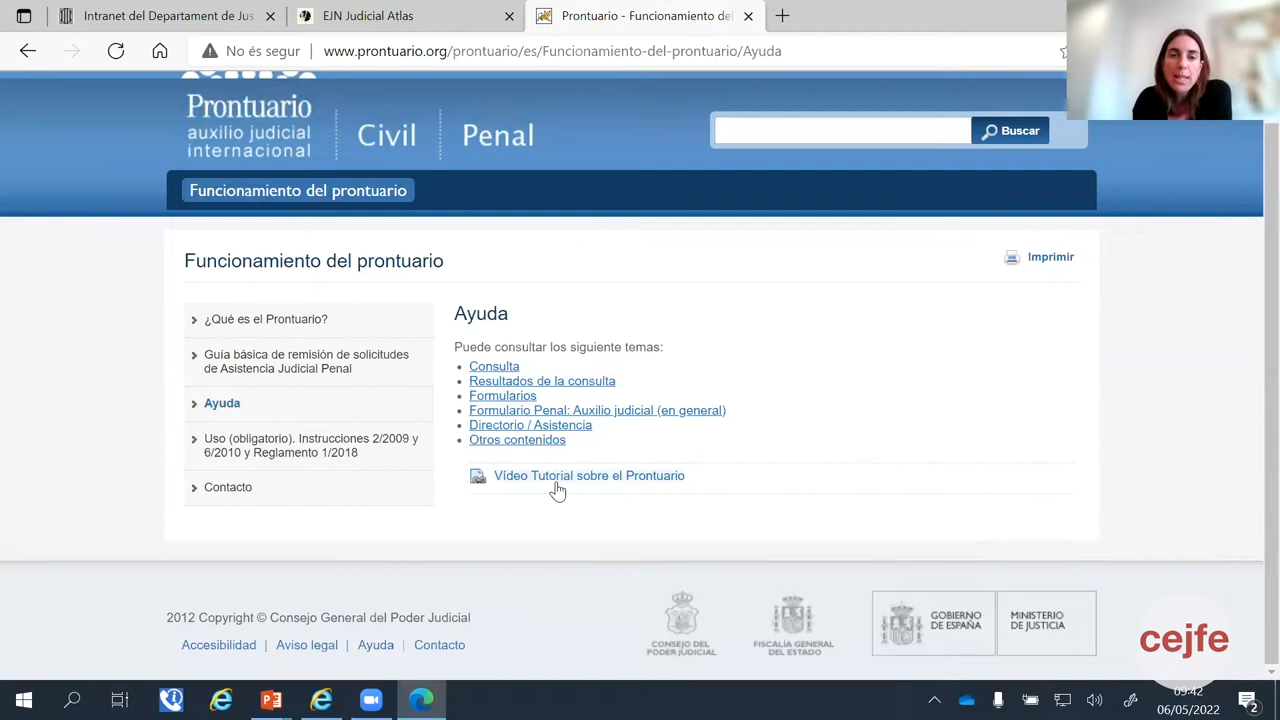 Intranet del Departament de Jus
EJN Judicial Atlas
Prontuario - Funcionamiento del
No és segur
www.prontuario.org/prontuario/es/Funcionamiento-del-prontuario/Ayuda
Prontuario
auxilio judicial
internacional
Civil
Penal
Buscar
Funcionamiento del prontuario
Funcionamiento del prontuario
Imprimir
¿Qué es el Prontuario?
Guía básica de remisión de solicitudes
de Asistencia Judicial Penal
Ayuda
Uso (obligatorio). Instrucciones 2/2009 y
6/2010 y Reglamento 1/2018
Contacto
Ayuda
Puede consultar los siguiente temas:
Consulta
Resultados de la consulta
Formularios
Formulario Penal: Auxilio judicial (en general)
Directorio / Asistencia
Otros contenidos
Vídeo Tutorial sobre el Prontuario
2012 Copyright © Consejo General del Poder Judicial
Accesibilidad | Aviso legal | Ayuda | Contacto
CONSEJO DEL
PODER JUDICIAL
FISCALÍA GENERAL
DEL ESTADO
GOBIERNO
DE ESPAÑA
MINISTERIO
DE JUSTICIA
cejfe
09:42
06/05/2022
2